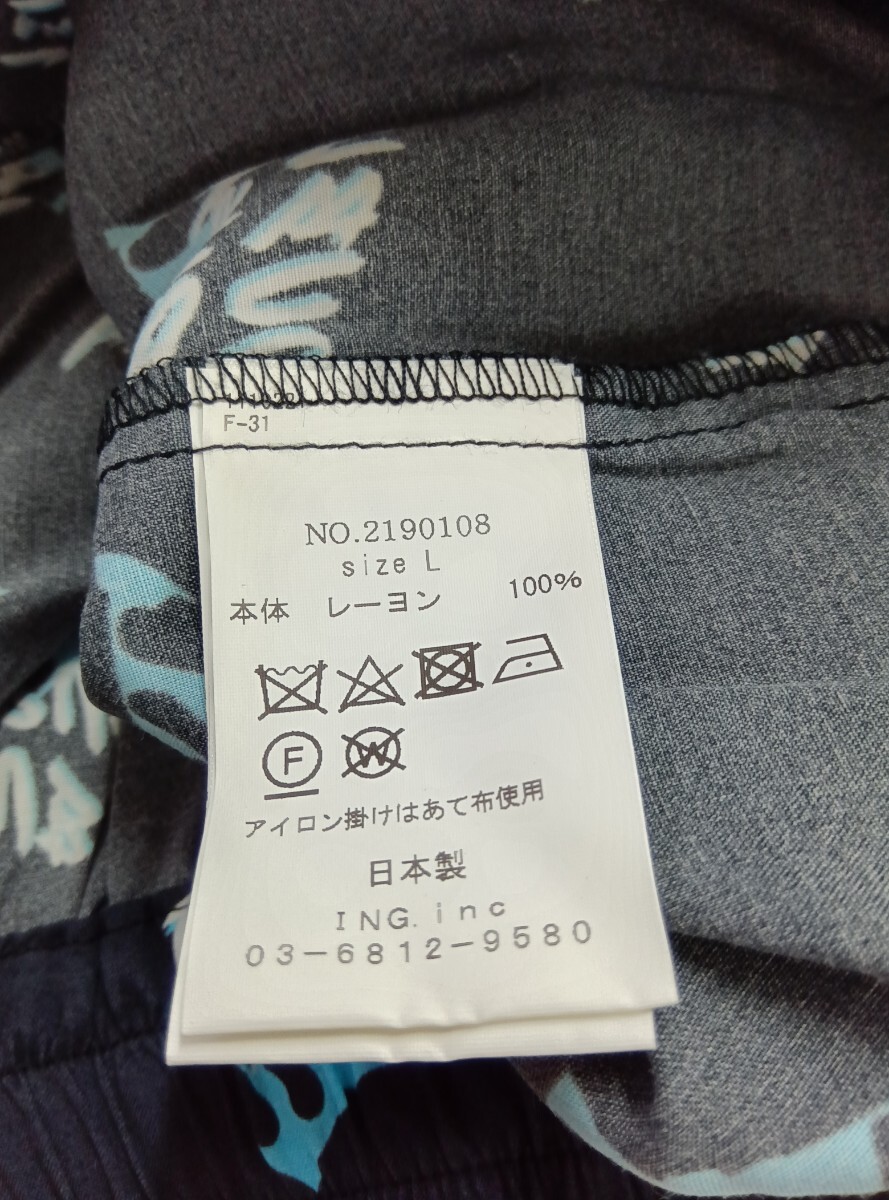 F-31
NO.2190108
size L
本体 レーヨン 100%
F W
アイロン掛けはあて布使用
日本製
ING.inc
03-6812-9580